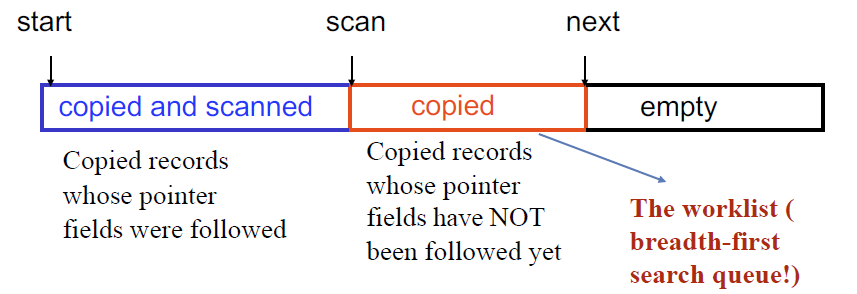 start scan next
copied and scanned copied empty
Copied records
whose pointer
fields were followed
Copied records
whose pointer
fields have NOT
been followed yet
The worklist (
breadth-first
search queue!)